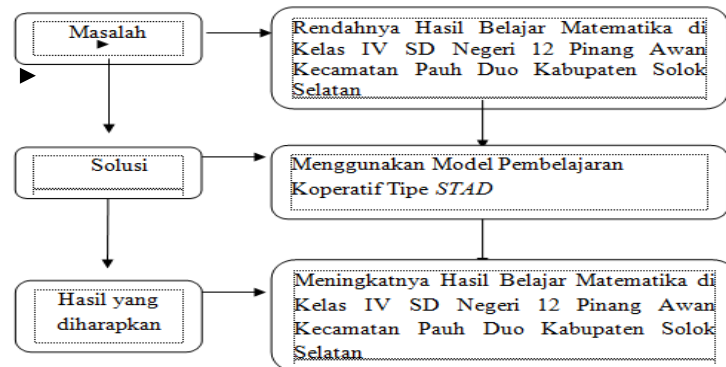 Masalah
Rendahnya Hasil Belajar Matematika di
Kelas IV SD Negeri 12 Pinang Awan
Kecamatan Pauh Duo Kabupaten Solok
Selatan
Solusi
Menggunakan Model Pembelajaran
Koperatif Tipe STAD
Hasil yang
diharapkan
Meningkatnya Hasil Belajar Matematika di
Kelas IV SD Negeri 12 Pinang Awan
Kecamatan Pauh Duo Kabupaten Solok
Selatan